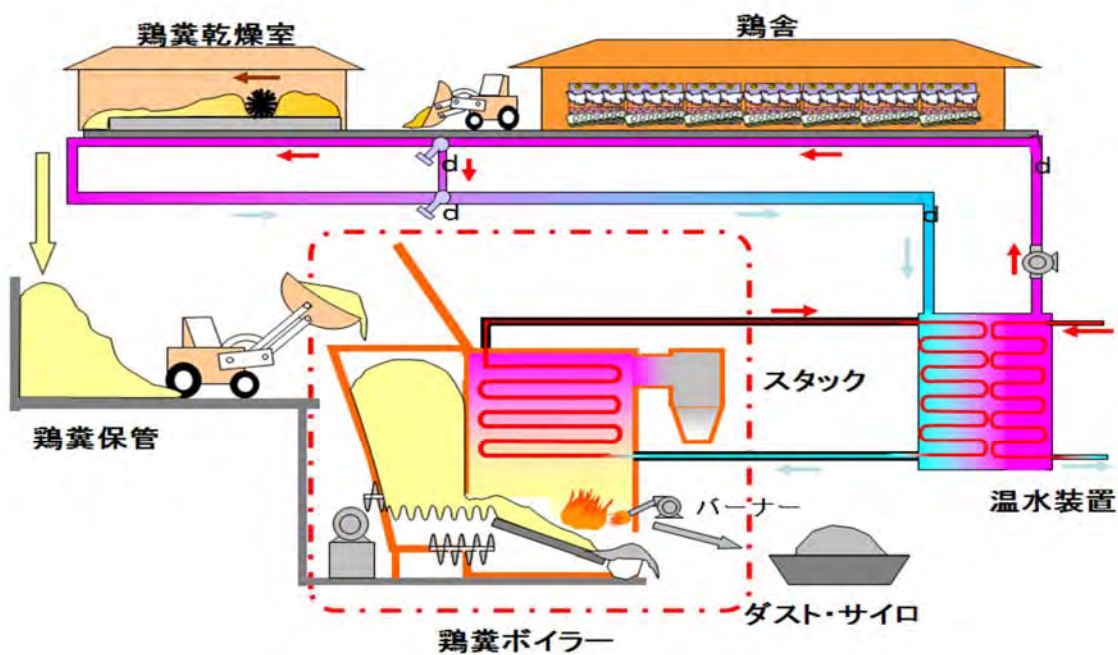 鶏糞乾燥室
鶏舎
d
d
d
d
スタック
鶏糞保管
バーナー
温水装置
ダスト・サイロ
鶏糞ボイラー